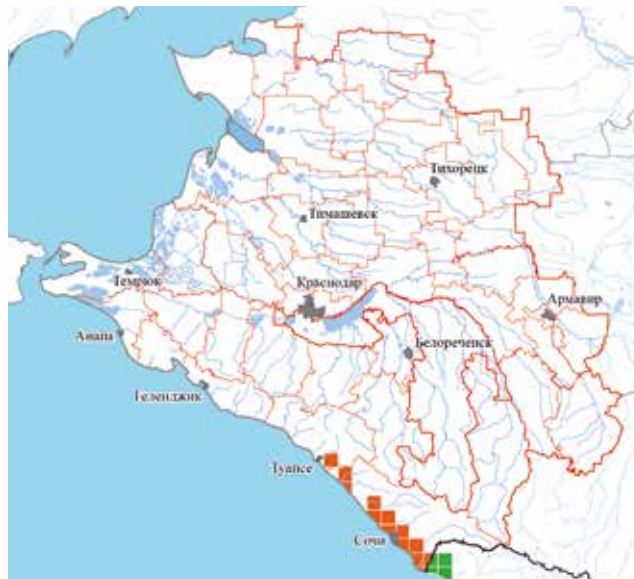 Тихорецк
Тимашевск
Темрюк
Краснодар
Армавир
Анапа
Белореченск
Геленджик
Туапсе
Сочи